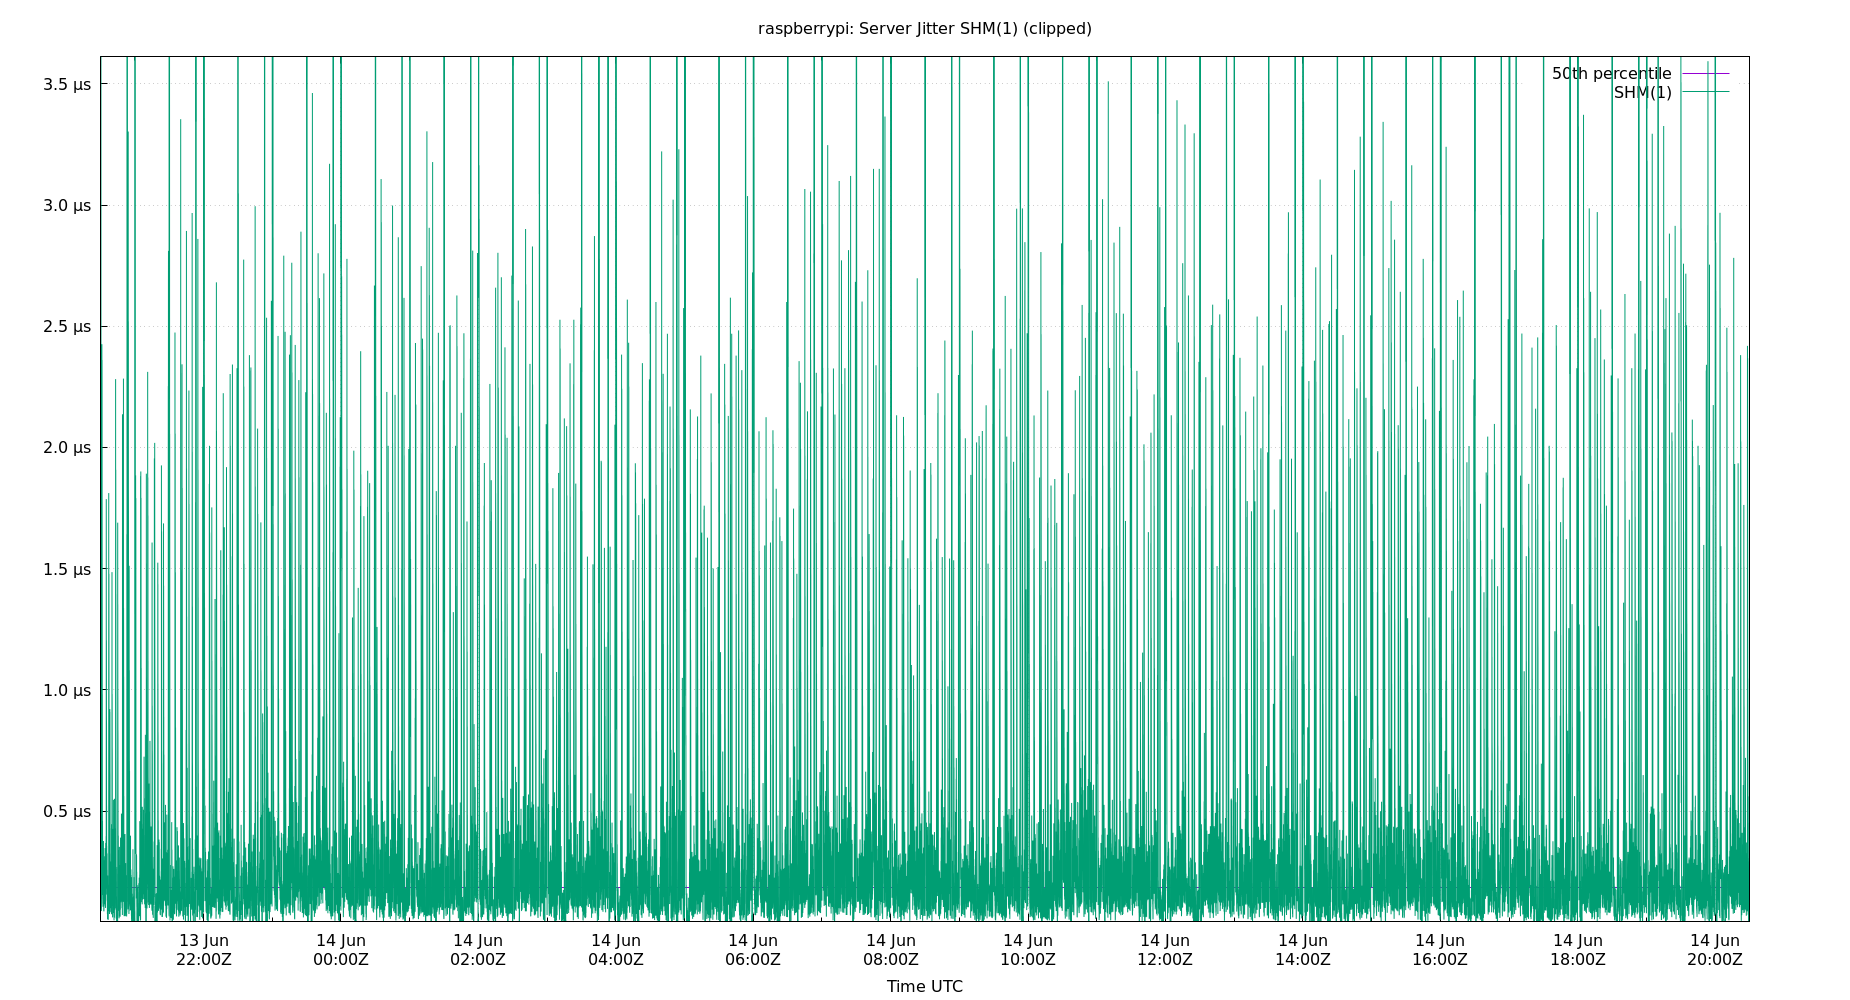 raspberrypi: Server Jitter SHM(1) (clipped)
50th percentile
SHM(1)
3.5 µs
3.0 µs
2.5 µs
2.0 µs
1.5 µs
1.0 µs
0.5 µs
13 Jun 14 Jun 14 Jun 14 Jun 14 Jun 14 Jun 14 Jun 14 Jun 14 Jun 14 Jun 14 Jun 14 Jun
22:00Z 00:00Z 02:00Z 04:00Z 06:00Z 08:00Z 10:00Z 12:00Z 14:00Z 16:00Z 18:00Z 20:00Z
Time UTC